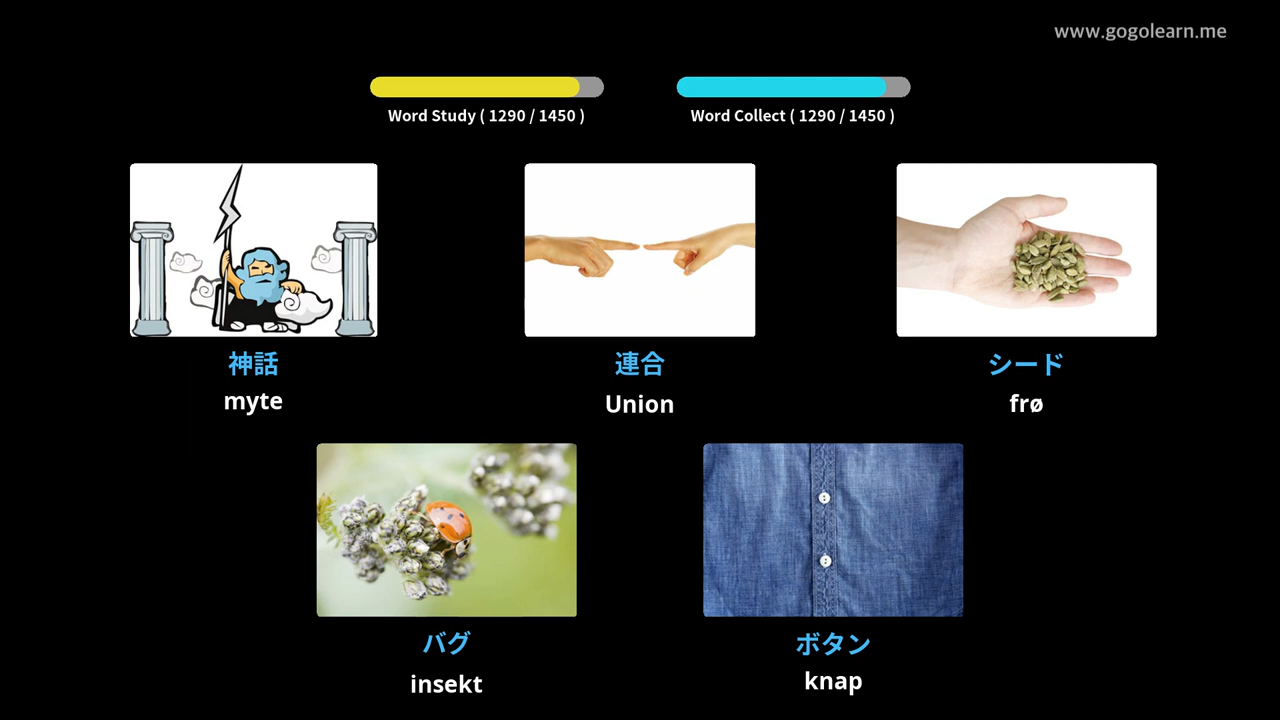 www.gogolearn.me
Word Study ( 1290 / 1450 )
Word Collect ( 1290 / 1450 )
神話
myte
連合
Union
シード
frø
バグ
insekt
ボタン
knap